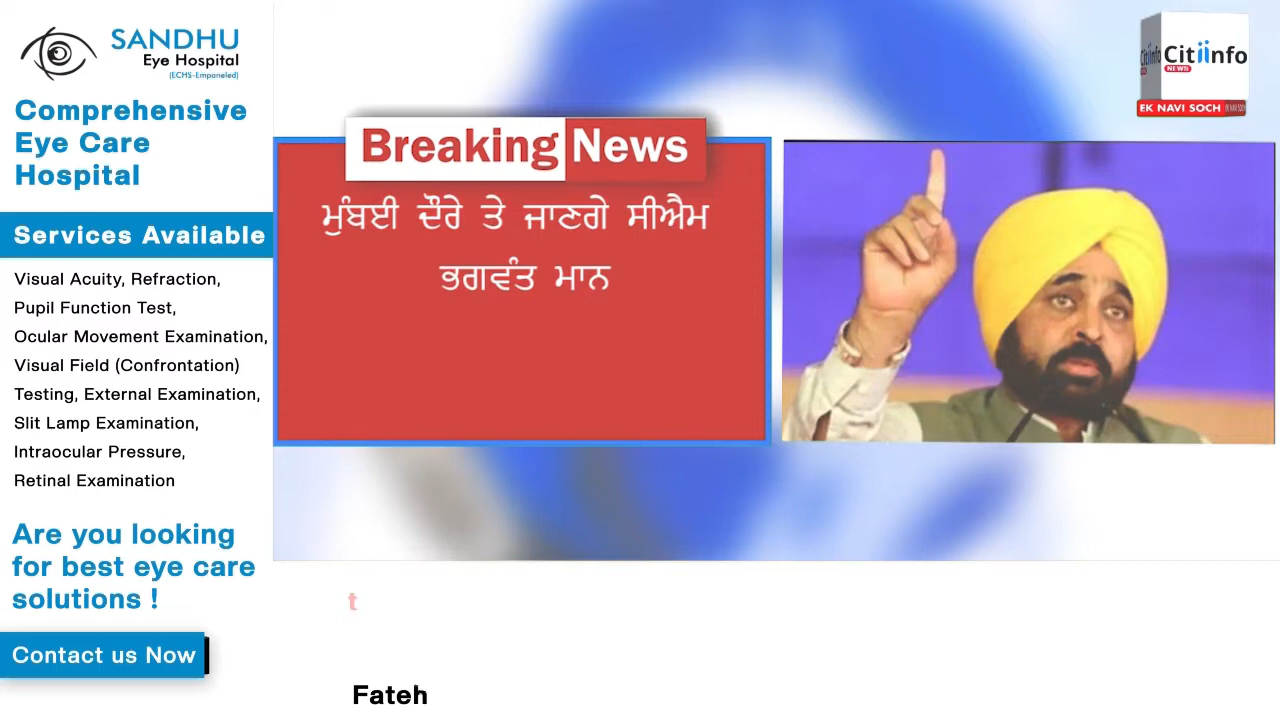 SANDHU
Eye Hospital
(ECHS-Empaneled)
Comprehensive
Eye Care
Hospital
Services Available
Visual Acuity, Refraction,
Pupil Function Test,
Ocular Movement Examination,
Visual Field (Confrontation)
Testing, External Examination,
Slit Lamp Examination,
Intraocular Pressure,
Retinal Examination
Are you looking
for best eye care
solutions !
Contact us Now
Breaking News
ਮੁੰਬਈ ਦੌਰੇ ਤੇ ਜਾਣਗੇ ਸੀਐਮ
ਭਗਵੰਤ ਮਾਨ
Citiinfo
NEWS
EK NAVI SOCH
t
Fateh